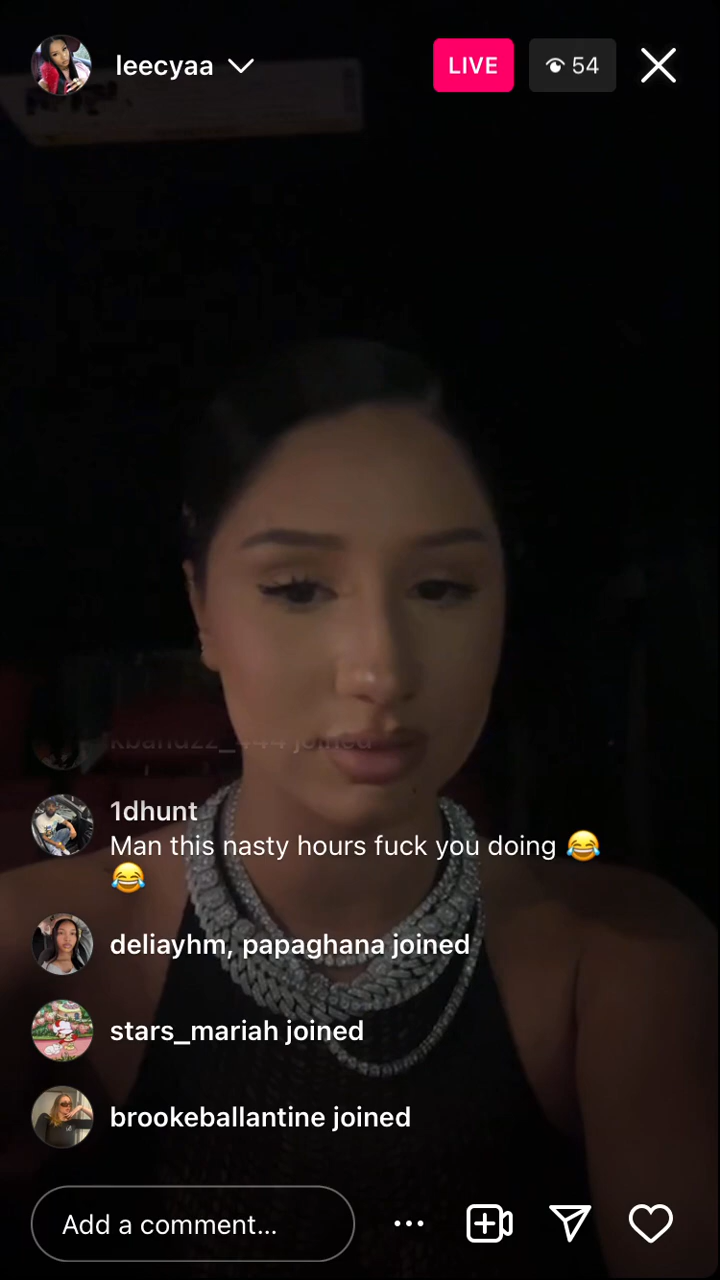 leecyaa
LIVE
54
joined
1dhunt
Man this nasty hours fuck you doing 😂
😂
deliayhm, papaghana joined
stars_mariah joined
brookeballantine joined
Add a comment...